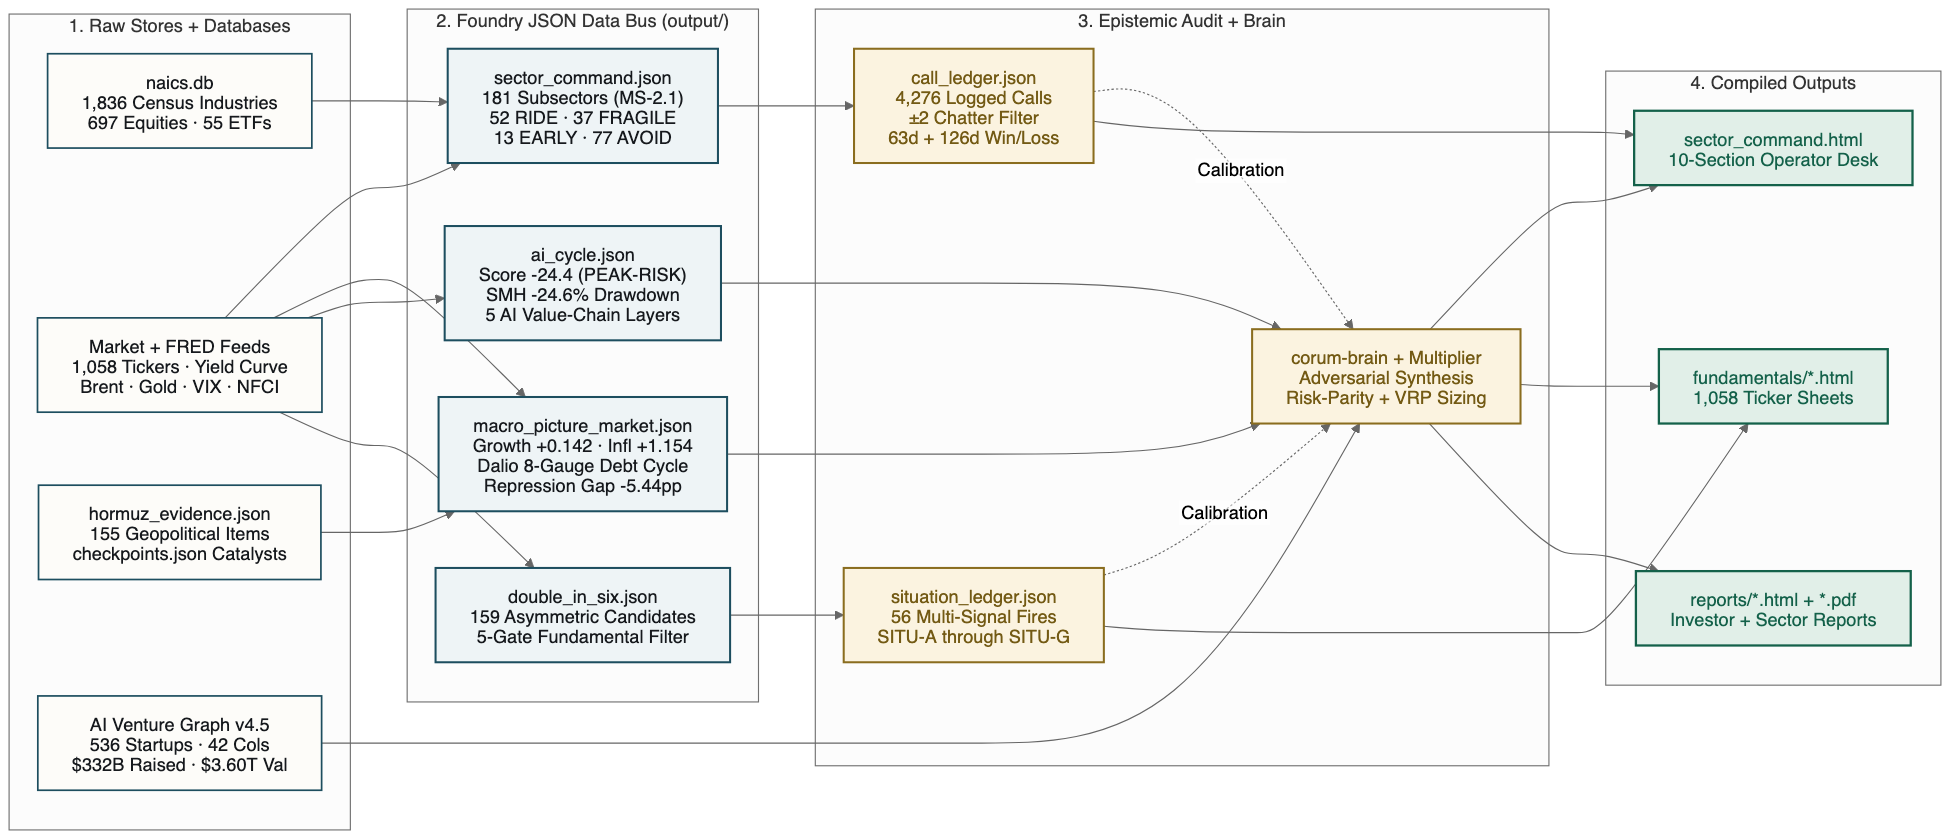 1. Raw Stores + Databases
naics.db
1,836 Census Industries
697 Equities · 55 ETFs
Market + FRED Feeds
1,058 Tickers · Yield Curve
Brent · Gold · VIX · NFCI
hormuz_evidence.json
155 Geopolitical Items
checkpoints.json Catalysts
AI Venture Graph v4.5
536 Startups · 42 Cols
$332B Raised · $3.60T Val
2. Foundry JSON Data Bus (output/)
sector_command.json
181 Subsectors (MS-2.1)
52 RIDE · 37 FRAGILE
13 EARLY · 77 AVOID
ai_cycle.json
Score -24.4 (PEAK-RISK)
SMH -24.6% Drawdown
5 AI Value-Chain Layers
macro_picture_market.json
Growth +0.142 · Infl +1.154
Dalio 8-Gauge Debt Cycle
Repression Gap -5.44pp
double_in_six.json
159 Asymmetric Candidates
5-Gate Fundamental Filter
3. Epistemic Audit + Brain
call_ledger.json
4,276 Logged Calls
±2 Chatter Filter
63d + 126d Win/Loss
Calibration
corum-brain + Multiplier
Adversarial Synthesis
Risk-Parity + VRP Sizing
Calibration
situation_ledger.json
56 Multi-Signal Fires
SITU-A through SITU-G
4. Compiled Outputs
sector_command.html
10-Section Operator Desk
fundamentals/*.html
1,058 Ticker Sheets
reports/*.html + *.pdf
Investor + Sector Reports